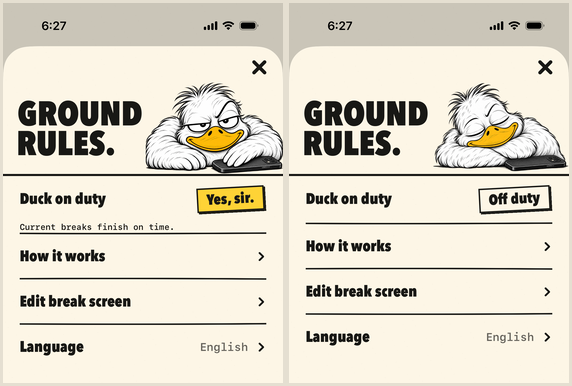 6:27
GROUND
RULES.
Duck on duty
Yes, sir.
Current breaks finish on time.
How it works
Edit break screen
Language
English
6:27
GROUND
RULES.
Duck on duty
Off duty
How it works
Edit break screen
Language
English